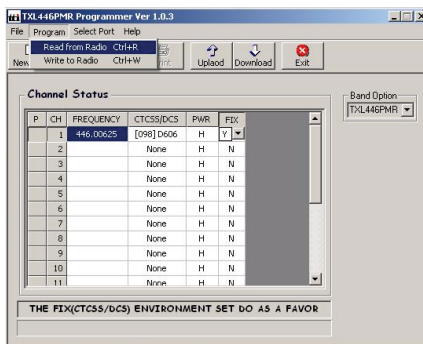 TXL446PMR Programmer Ver 1.0.3
File Program Select Port Help
Read from Radio Ctrl+R
Write to Radio Ctrl+W
New Uplaod Download Exit
Channel Status
Band Option
TXL446PMR
P CH FREQUENCY CTCSS/DCS PWR FIX
1 446.00625 [098] D606 H Y
2 None H N
3 None H N
4 None H N
5 None H N
6 None H N
7 None H N
8 None H N
9 None H N
10 None H N
11 None H N
THE FIX(CTCSS/DCS) ENVIRONMENT SET DO AS A FAVOR